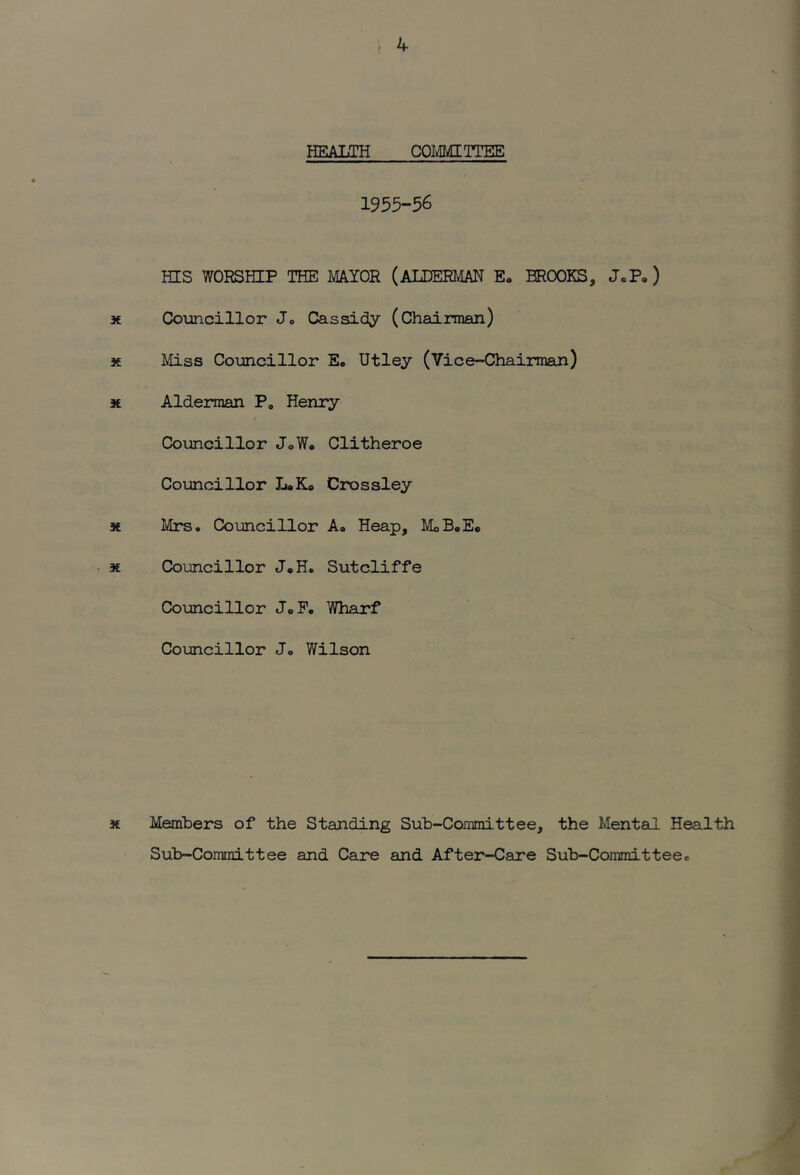 4
HEALTH COMMITTEE
1955-56
HIS WORSHIP THE MAYOR (ALDERMAN E. BROOKS, J.P.)
x Councillor J. Cassidy (Chairman)
x Miss Councillor E. Utley (Vice-Chairman)
x Alderman P. Henry
Councillor J.W. Clitheroe
Councillor L.K. Crossley
x Mrs. Councillor A. Heap, M.B.E.
x Councillor J.H. Sutcliffe
Councillor J.F. Wharf
Councillor J. Wilson
x Members of the Standing Sub-Committee, the Mental Health
Sub-Committee and Care and After-Care Sub-Committee.